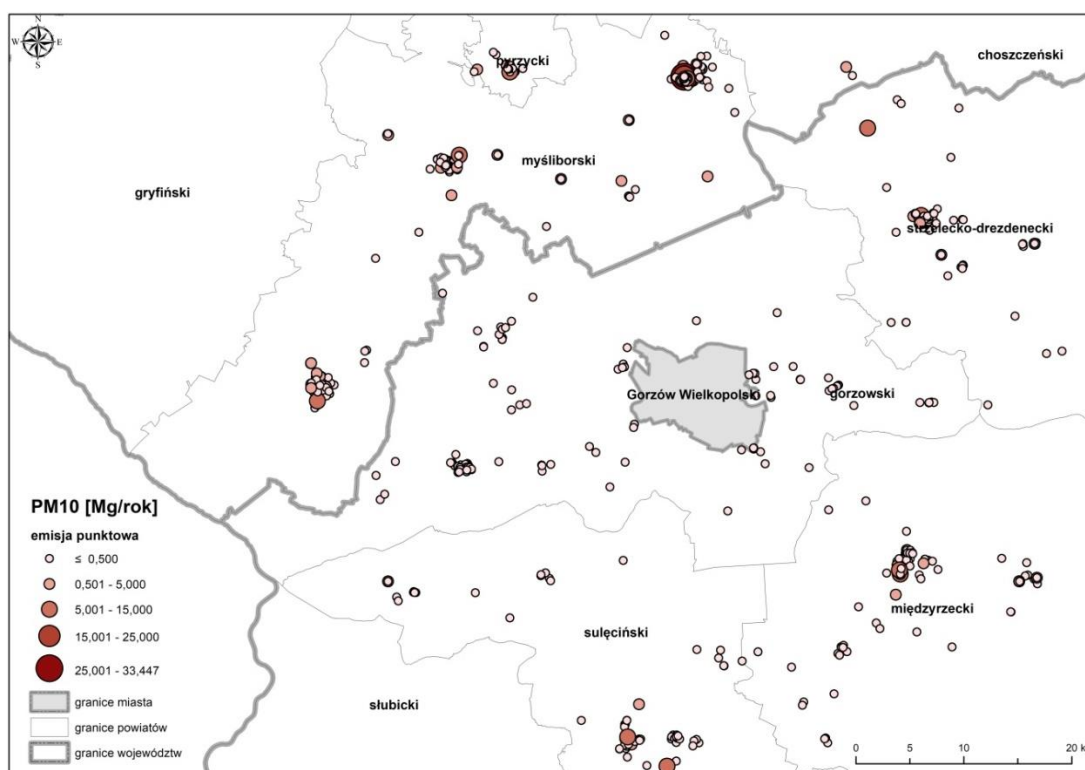 N
W E
S
pyrzycki
choszczeński
myśliborski
gryfiński
strzelecko-drezdenecki
Gorzów Wielkopolski
gorzowski
PM10 [Mg/rok]
emisja punktowa
≤ 0,500
0,501 - 5,000
5,001 - 15,000
15,001 - 25,000
25,001 - 33,447
granice miasta
granice powiatów
granice województw
międzyrzecki
sulęciński
słubicki
0 5 10 20 k